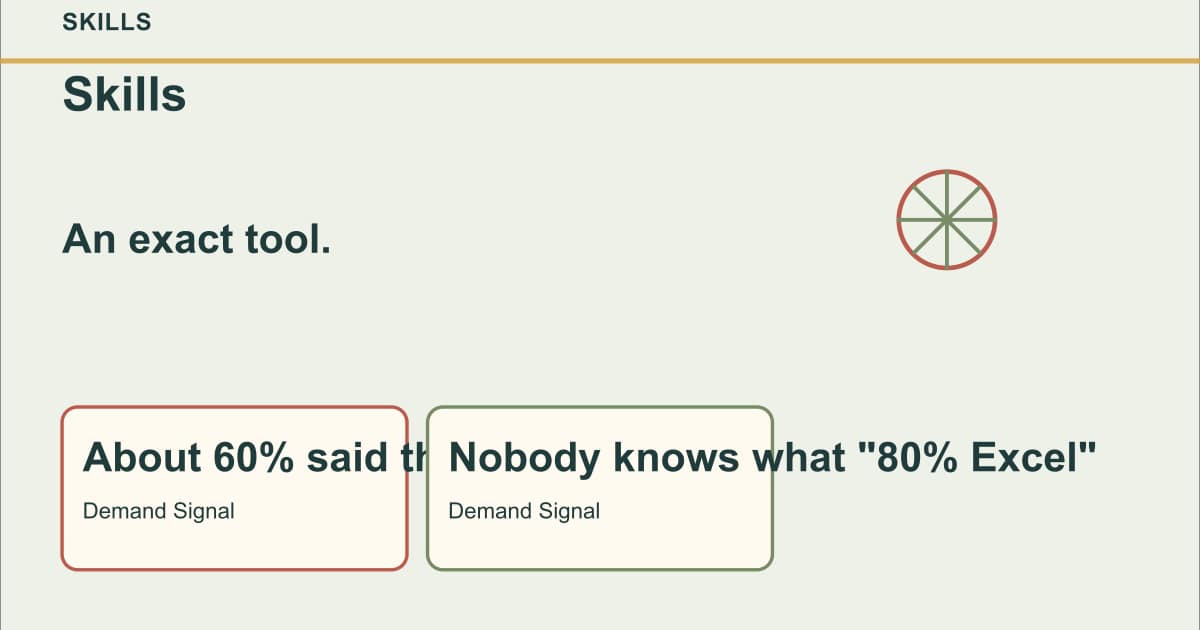 SKILLS
Skills
An exact tool.
About 60% said
Nobody knows what "80% Excel"
Demand Signal
Demand Signal